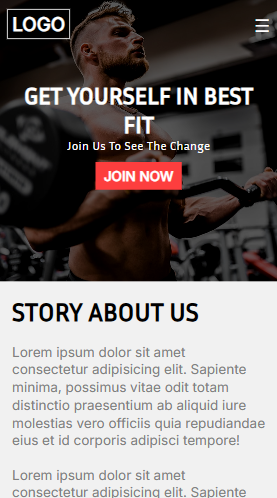 LOGO
GET YOURSELF IN BEST
FIT
Join Us To See The Change
JOIN NOW
STORY ABOUT US
Lorem ipsum dolor sit amet
consectetur adipisicing elit. Sapiente
minima, possimus vitae odit totam
distinctio praesentium ab aliquid iure
molestias vero officiis quia repudiandae
eius et id corporis adipisci tempore!
Lorem ipsum dolor sit amet
consectetur adipisicing elit. Sapiente